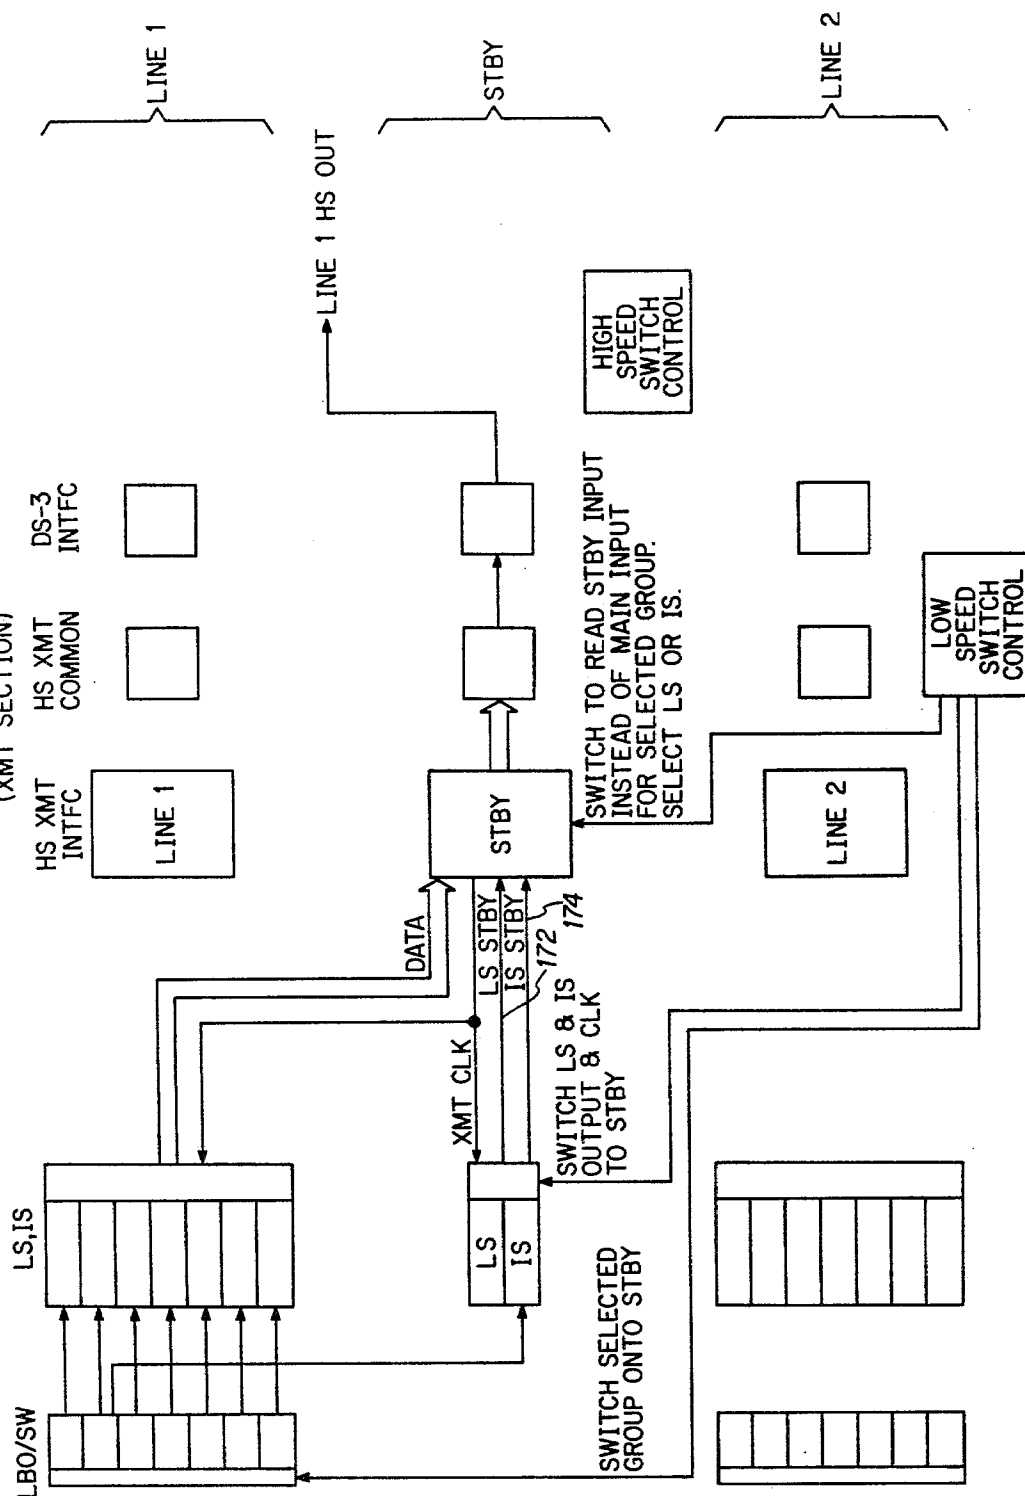 (XMT SECTION)
LBO/SW
LS,IS
HS XMT
INTFC
HS XMT
COMMON
DS-3
INTFC
LINE 1
LINE 1
DATA
LINE 1 HS OUT
XMT CLK
LS STBY
IS STBY
172
174
LS
IS
STBY
STBY
SWITCH LS & IS
OUTPUT & CLK
TO STBY
SWITCH TO READ STBY INPUT
INSTEAD OF MAIN INPUT
FOR SELECTED GROUP.
SELECT LS OR IS.
HIGH
SPEED
SWITCH
CONTROL
SWITCH SELECTED
GROUP ONTO STBY
LINE 2
LINE 2
LOW
SPEED
SWITCH
CONTROL